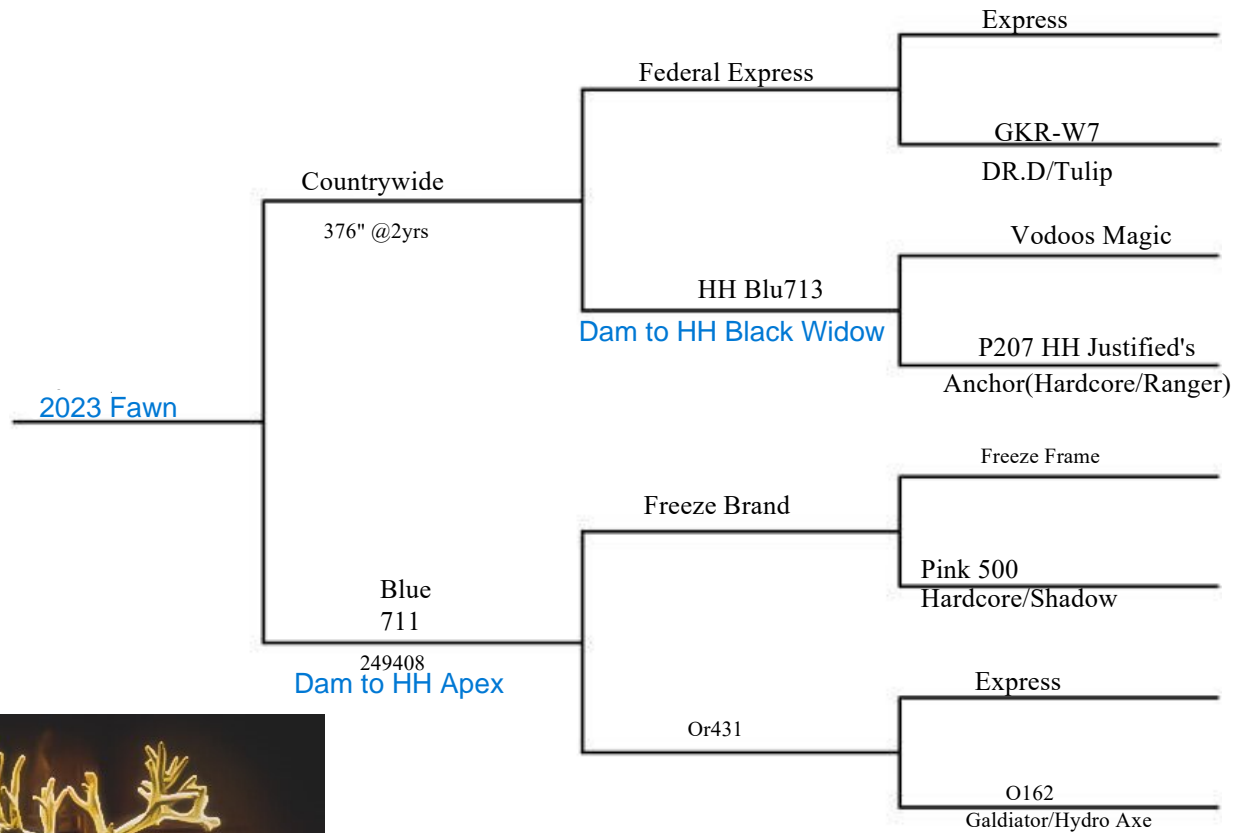 Express
Federal Express
GKR-W7
DR.D/Tulip
Countrywide
376" @2yrs
Vodoos Magic
HH Blu713
Dam to HH Black Widow
P207 HH Justified's
Anchor(Hardcore/Ranger)
2023 Fawn
Freeze Frame
Freeze Brand
Pink 500
Hardcore/Shadow
Blue
711
249408
Dam to HH Apex
Express
Or431
O162
Galdiator/Hydro Axe